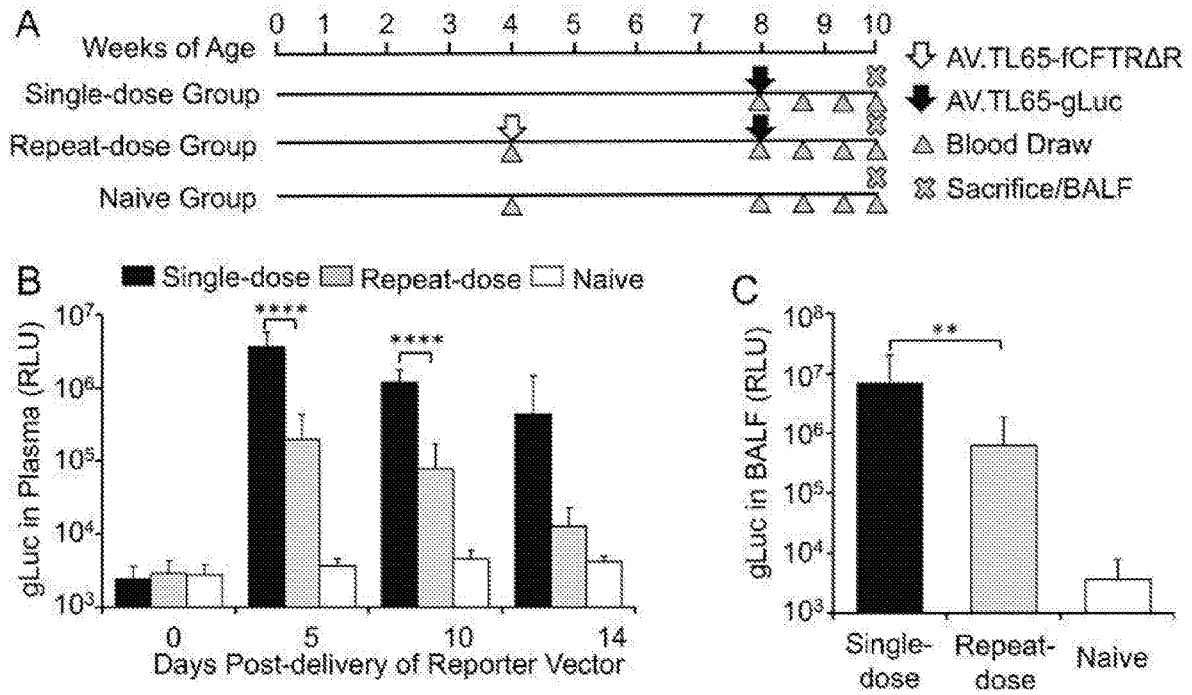 A
Weeks of Age 0 1 2 3 4 5 6 7 8 9 10
Single-dose Group
Repeat-dose Group
Naive Group
AV.TL65-fCFTRΔR
AV.TL65-gLuc
Blood Draw
Sacrifice/BALF
B
Single-dose Repeat-dose Naive
gLuc in Plasma (RLU)
10⁷
10⁶
10⁵
10⁴
10³
**** ****
0 5 10 14
Days Post-delivery of Reporter Vector
C
gLuc in BALF (RLU)
10⁸
10⁷
10⁶
10⁵
10⁴
10³
**
Single-dose
Repeat-dose
Naive